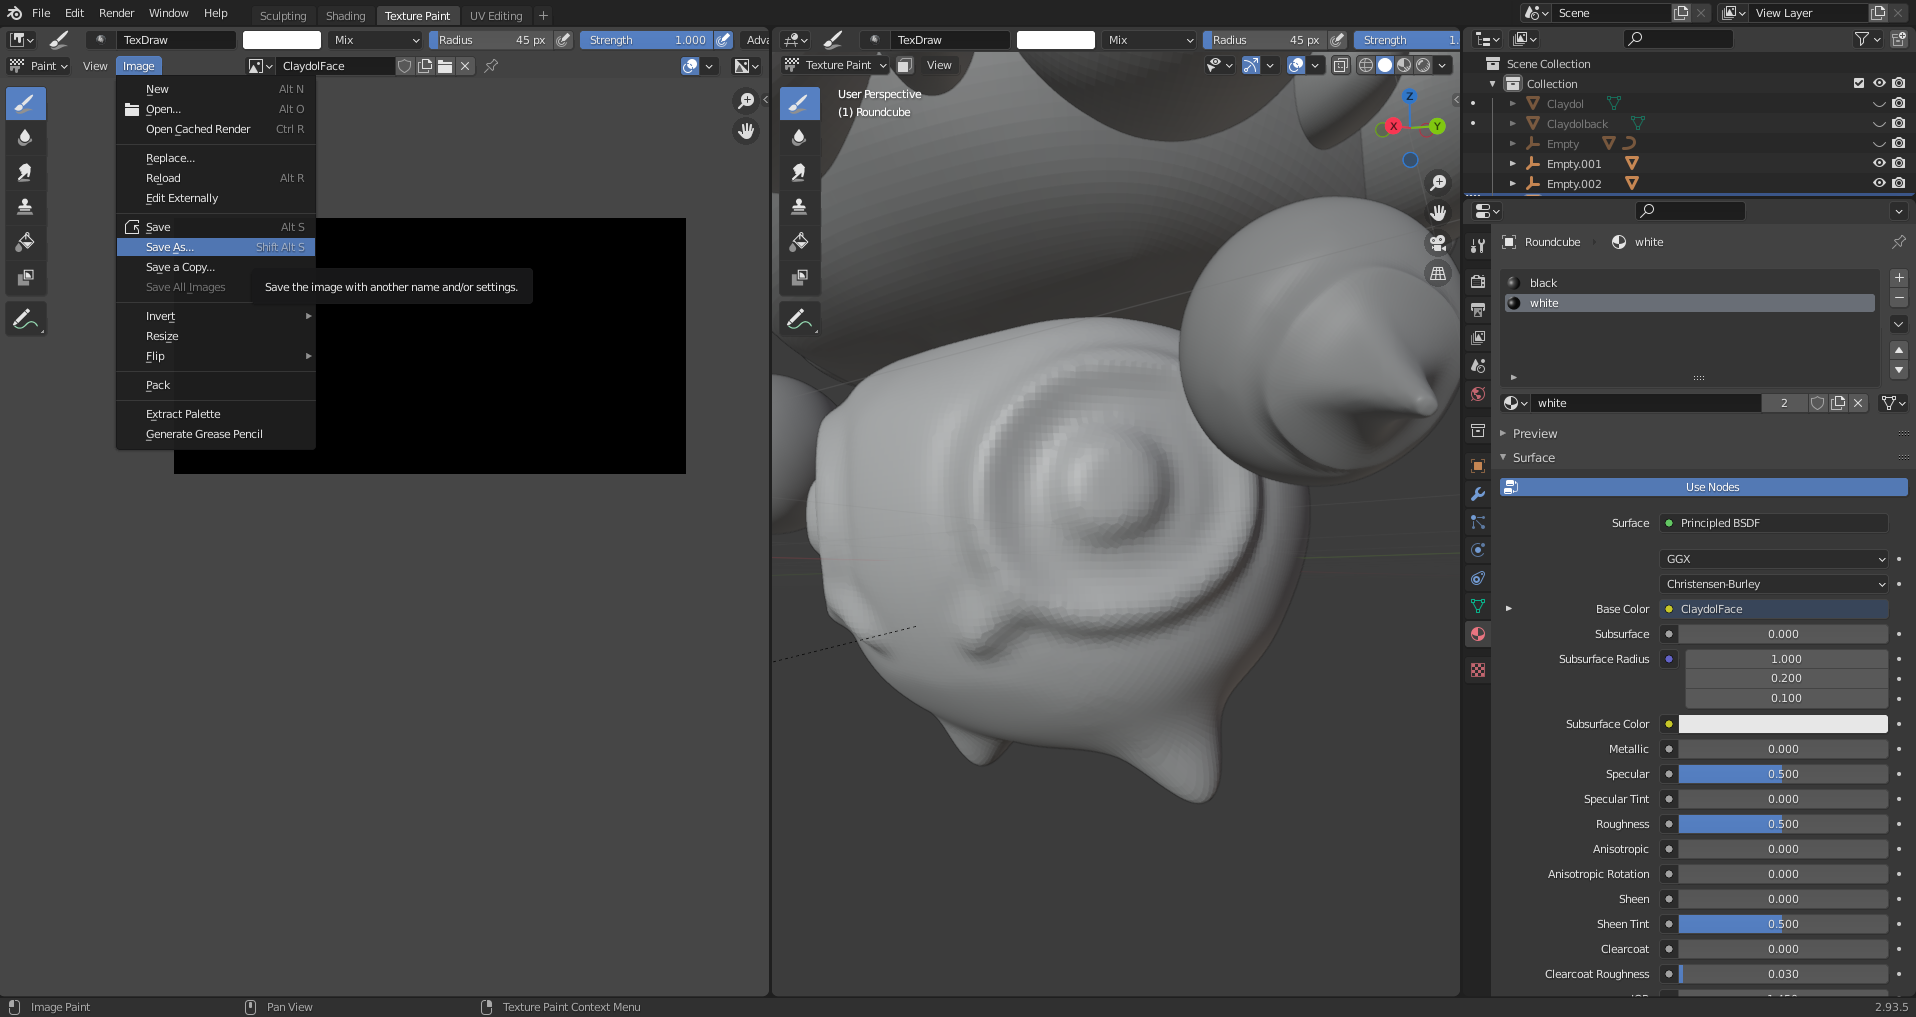 File Edit Render Window Help Sculpting Shading Texture Paint UV Editing + Scene View Layer
TexDraw Mix Radius 45 px Strength 1.000 Adva TexDraw Mix Radius 45 px Strength 1.
Paint View Image ClaydolFace Texture Paint View
New Alt N
Open... Alt O
Open Cached Render Ctrl R
Replace...
Reload Alt R
Edit Externally
Save Alt S
Save As... Shift Alt S
Save a Copy...
Save All Images
Save the image with another name and/or settings.
Invert
Resize
Flip
Pack
Extract Palette
Generate Grease Pencil
User Perspective
(1) Roundcube
Z
X
Y
Scene Collection
Collection
Claydol
Claydolback
Empty
Empty.001
Empty.002
Roundcube white
black
white
white 2
Preview
Surface
Use Nodes
Surface Principled BSDF
GGX
Christensen-Burley
Base Color ClaydolFace
Subsurface 0.000
Subsurface Radius 1.000
0.200
0.100
Subsurface Color
Metallic 0.000
Specular 0.500
Specular Tint 0.000
Roughness 0.500
Anisotropic 0.000
Anisotropic Rotation 0.000
Sheen 0.000
Sheen Tint 0.500
Clearcoat 0.000
Clearcoat Roughness 0.030
Image Paint Pan View Texture Paint Context Menu 2.93.5